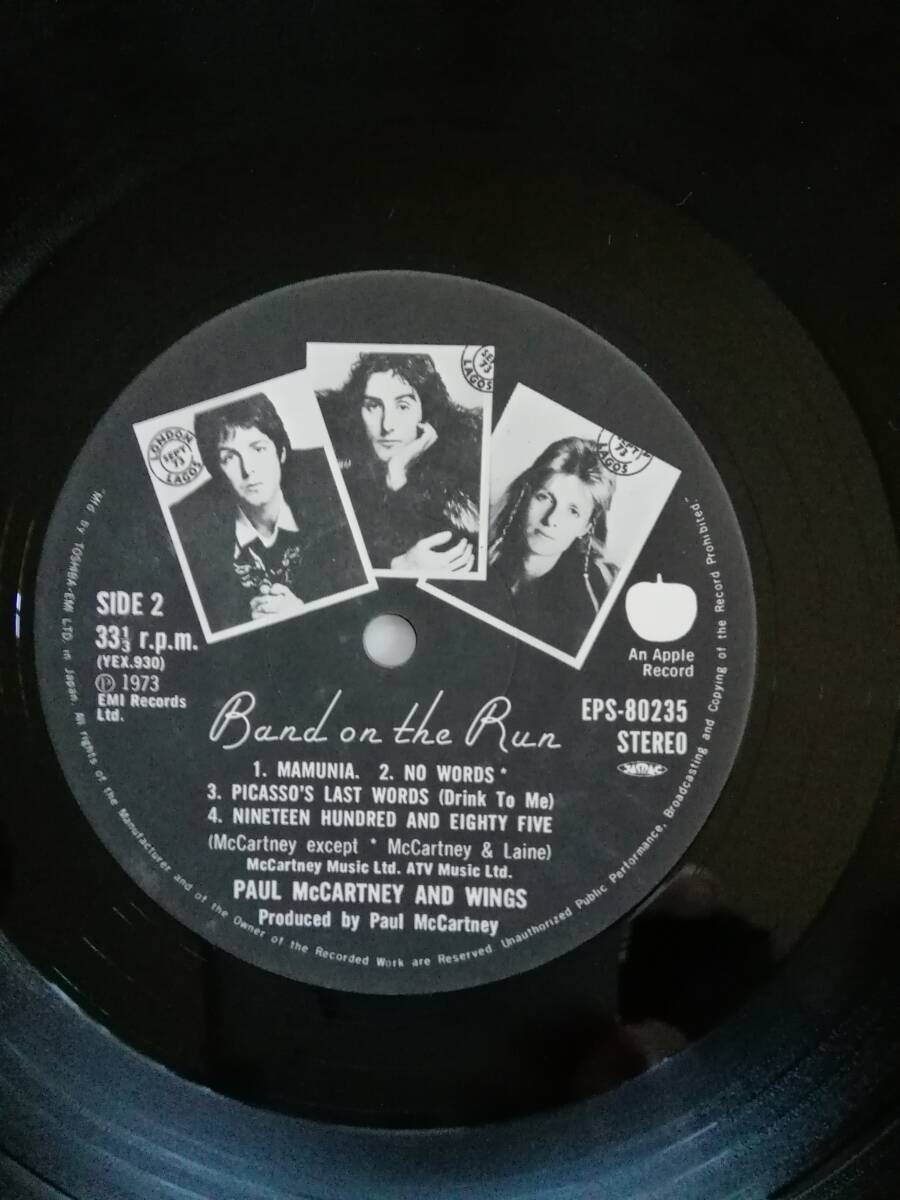 LONDON
SEPT
73
LAGOS
SE
73
LAGOS
SEPT
73
LAGOS
SIDE 2
33⅓ r.p.m.
(YEX.930)
Ⓟ 1973
EMI Records
Ltd.
An Apple
Record
EPS-80235
STEREO
JASRAC
Band on the Run
1. MAMUNIA. 2. NO WORDS *
3. PICASSO'S LAST WORDS (Drink To Me)
4. NINETEEN HUNDRED AND EIGHTY FIVE
(McCartney except * McCartney & Laine)
McCartney Music Ltd. ATV Music Ltd.
PAUL McCARTNEY AND WINGS
Produced by Paul McCartney
"Mfd by TOSHIBA-EMI LTD. in Japan. All rights of the Manufacturer and of the Owner of the Recorded Work are Reserved. Unauthorized Public Performance, Broadcasting and Copying of the Record Prohibited."